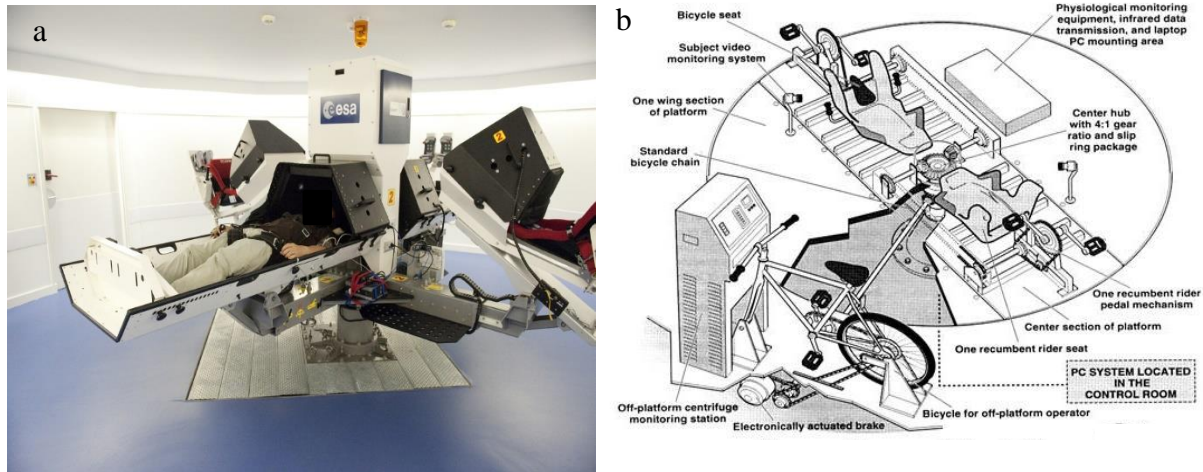 a
esa
2
2
b
Bicycle seat
Subject video
monitoring system
One wing section
of platform
Standard
bicycle chain
Physiological monitoring
equipment, infrared data
transmission, and laptop
PC mounting area
Center hub
with 4:1 gear
ratio and slip
ring package
One recumbent rider
pedal mechanism
Center section of platform
One recumbent rider seat
PC SYSTEM LOCATED
IN THE
CONTROL ROOM
Off-platform centrifuge
monitoring station
Electronically actuated brake
Bicycle for off-platform operator